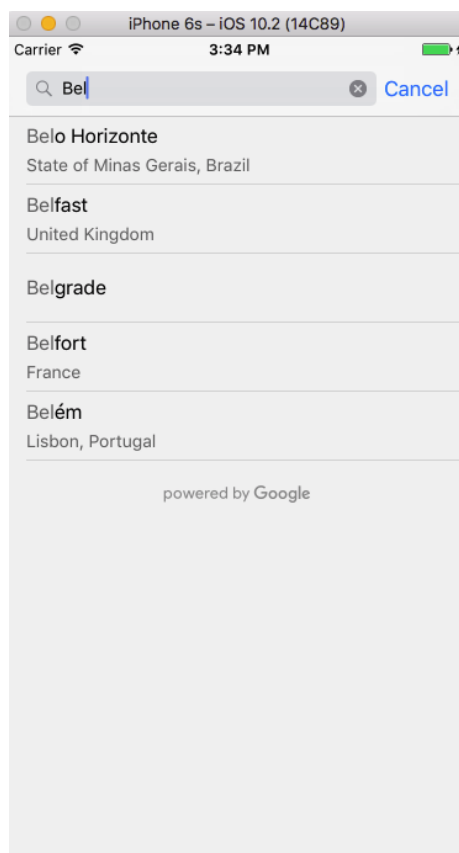 iPhone 6s – iOS 10.2 (14C89)
Carrier 3:34 PM
Bel Cancel
Belo Horizonte
State of Minas Gerais, Brazil
Belfast
United Kingdom
Belgrade
Belfort
France
Belém
Lisbon, Portugal
powered by Google